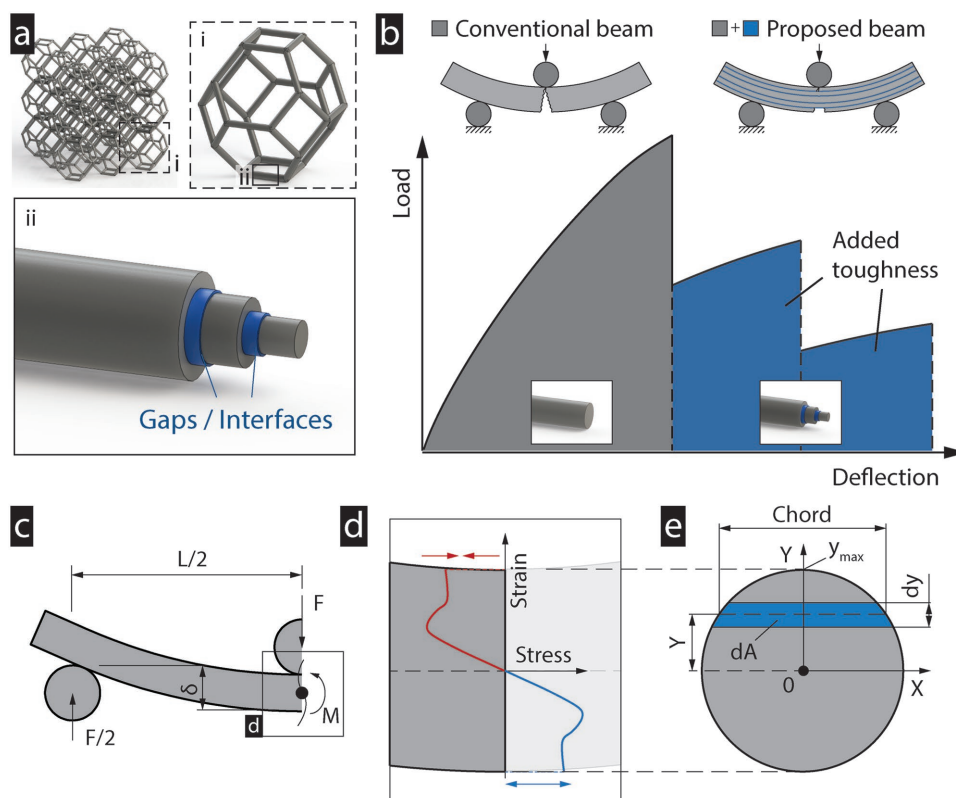 a
i
i
ii
ii
Gaps / Interfaces
b
Conventional beam
+ Proposed beam
Load
Added
toughness
Deflection
c
L/2
F
δ
M
d
F/2
d
Strain
Stress
e
Chord
Y
y max
dy
Y
dA
0
X